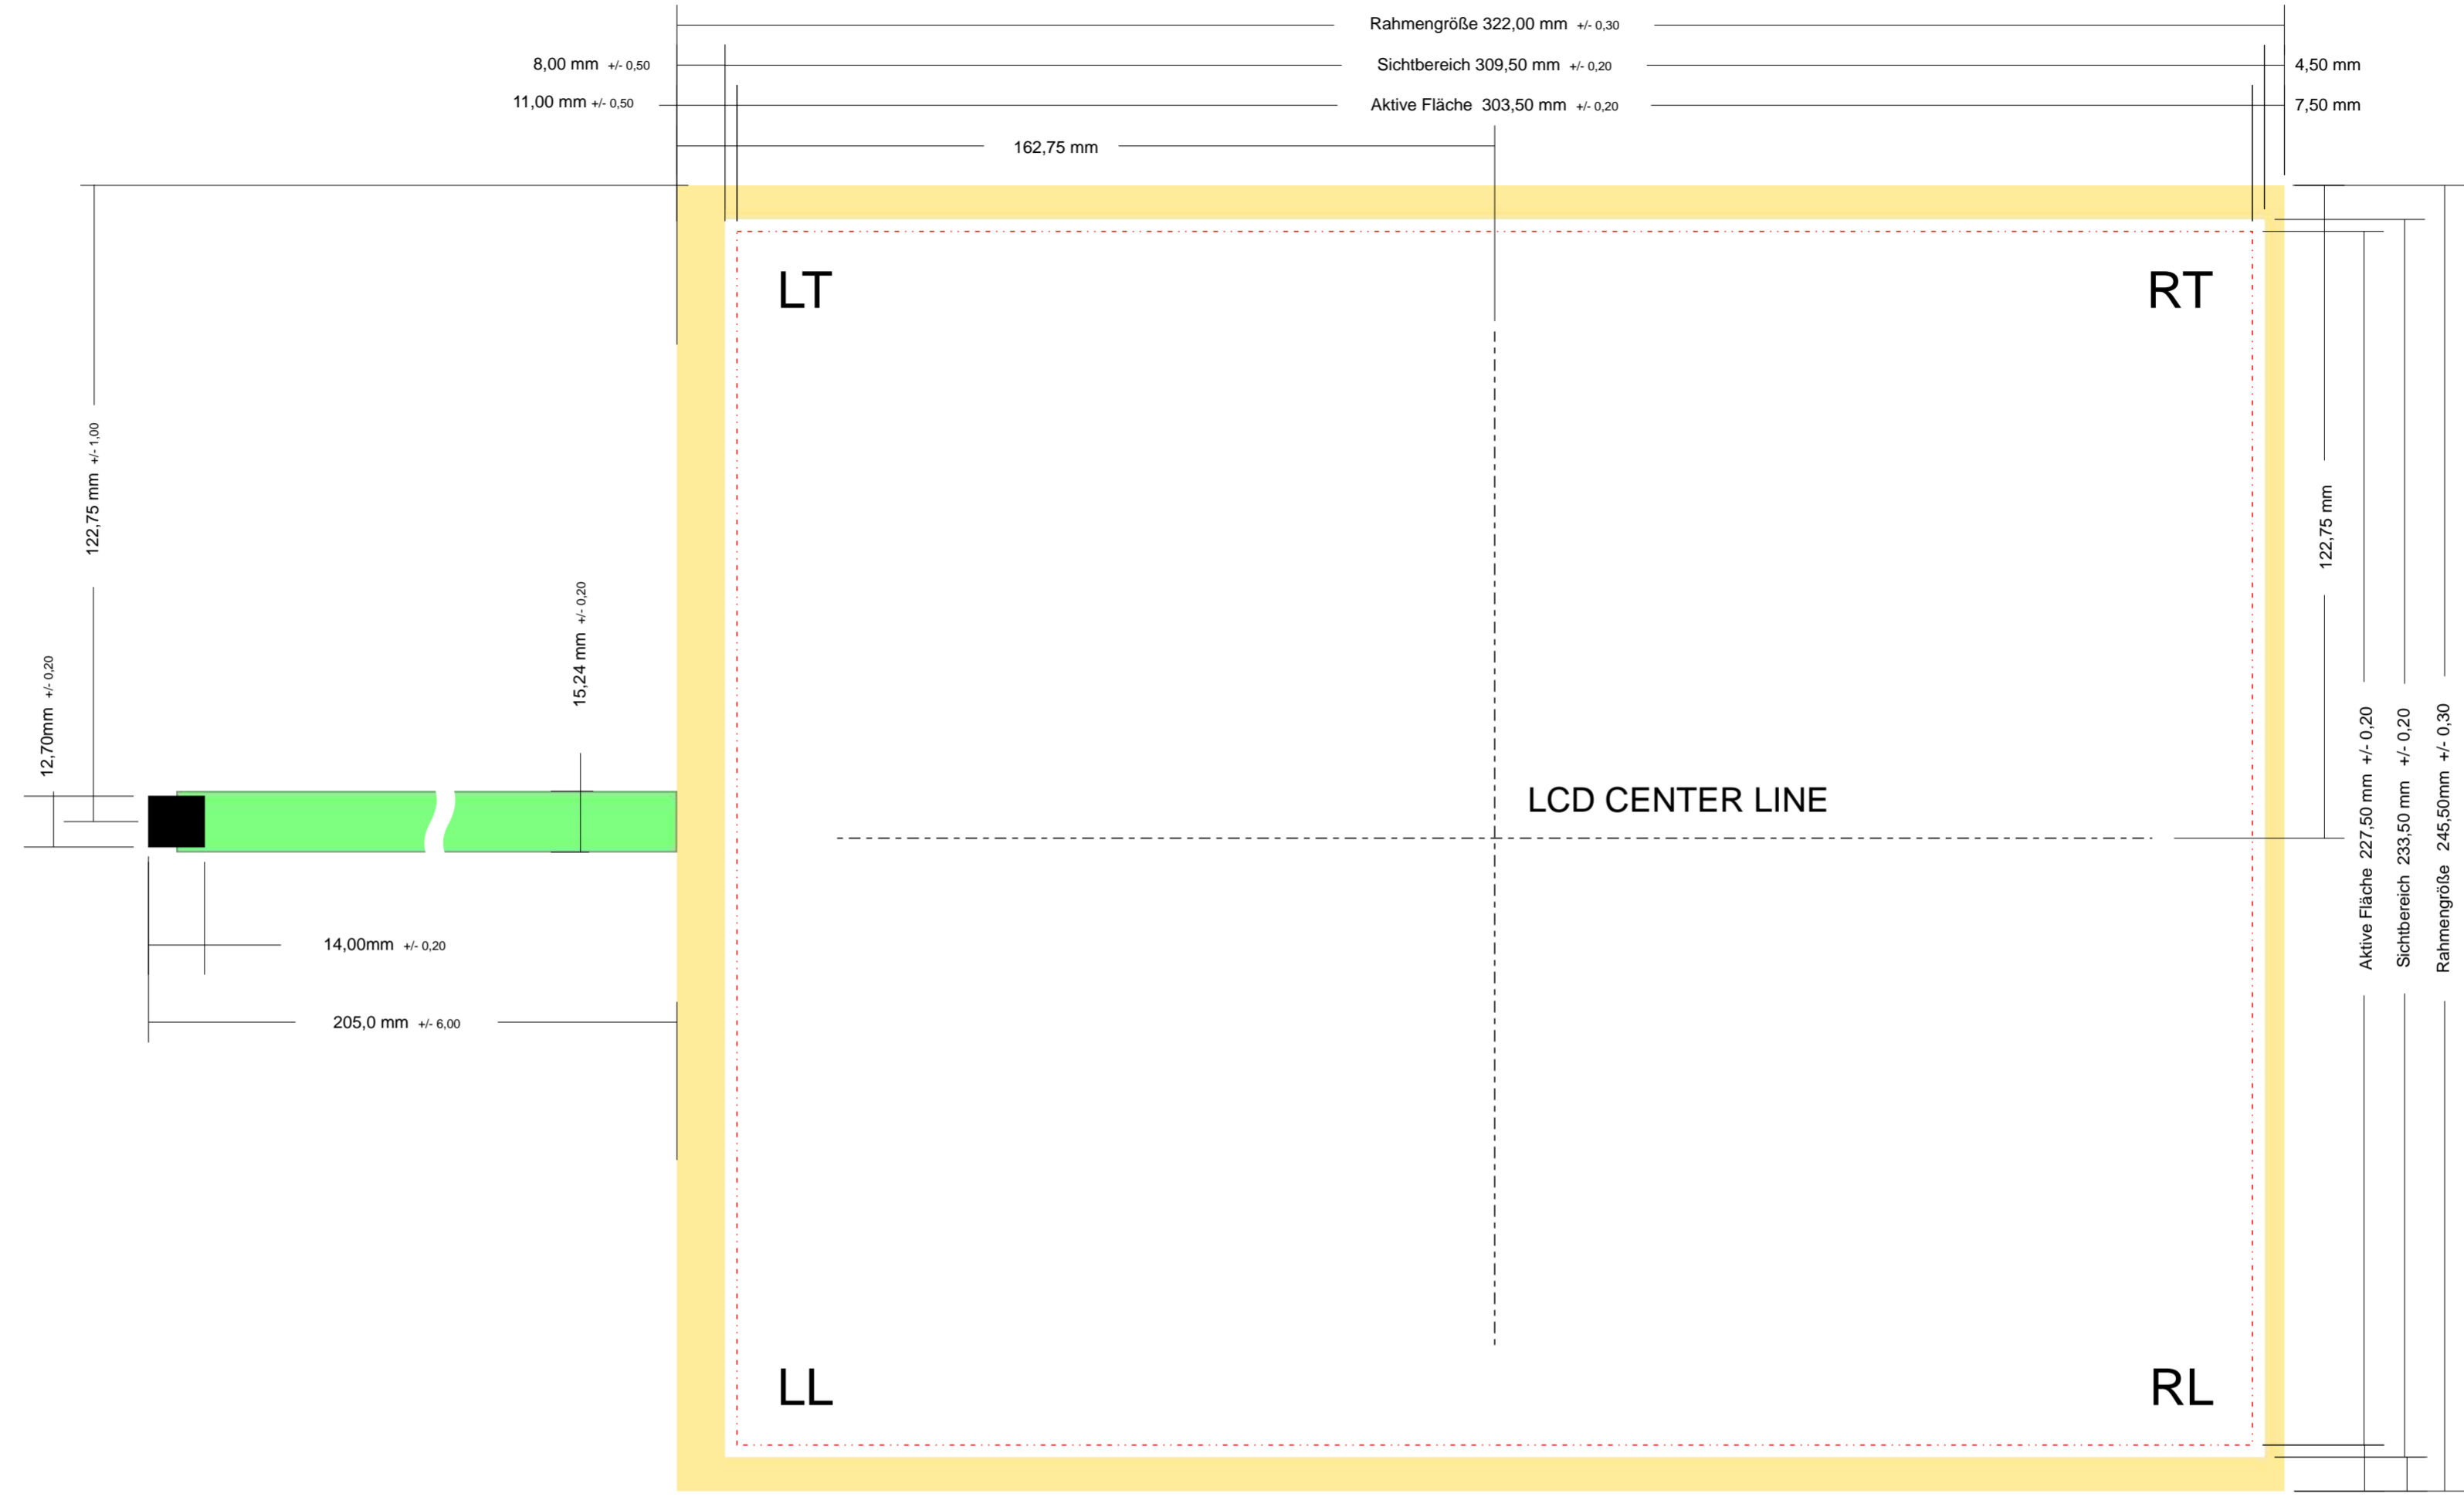 Rahmengröße 322,00 mm +/- 0,30
8,00 mm +/- 0,50
Sichtbereich 309,50 mm +/- 0,20
4,50 mm
11,00 mm +/- 0,50
Aktive Fläche 303,50 mm +/- 0,20
7,50 mm
162,75 mm
LT
RT
122,75 mm +/- 1,00
122,75 mm
15,24 mm +/- 0,20
12,70mm +/- 0,20
LCD CENTER LINE
Aktive Fläche 227,50 mm +/- 0,20
Sichtbereich 233,50 mm +/- 0,20
Rahmengröße 245,50mm +/- 0,30
14,00mm +/- 0,20
205,0 mm +/- 6,00
LL
RL